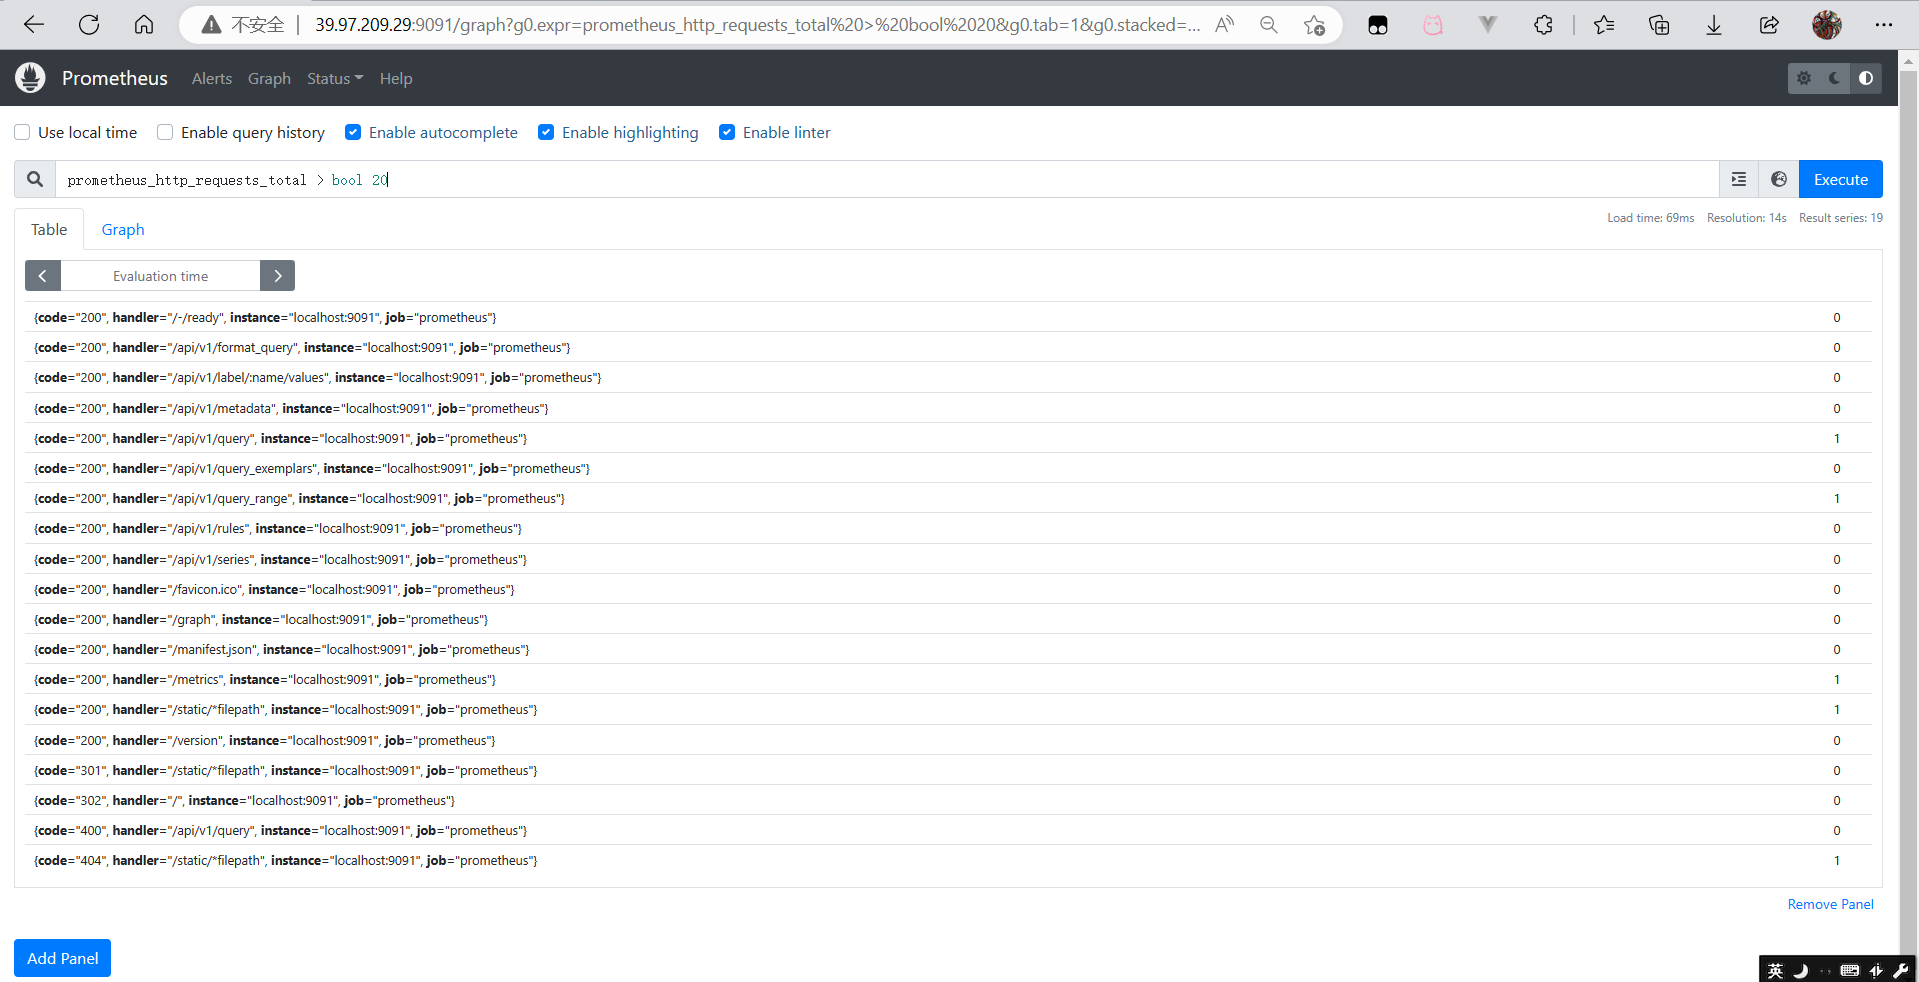 不安全 | 39.97.209.29:9091/graph?g0.expr=prometheus_http_requests_total%20>%20bool%2020&g0.tab=1&g0.stacked=...
Prometheus Alerts Graph Status Help
Use local time Enable query history Enable autocomplete Enable highlighting Enable linter
prometheus_http_requests_total > bool 20 Execute
Load time: 69ms Resolution: 14s Result series: 19
Table Graph
Evaluation time
{code="200", handler="/-/ready", instance="localhost:9091", job="prometheus"} 0
{code="200", handler="/api/v1/format_query", instance="localhost:9091", job="prometheus"} 0
{code="200", handler="/api/v1/label/:name/values", instance="localhost:9091", job="prometheus"} 0
{code="200", handler="/api/v1/metadata", instance="localhost:9091", job="prometheus"} 0
{code="200", handler="/api/v1/query", instance="localhost:9091", job="prometheus"} 1
{code="200", handler="/api/v1/query_exemplars", instance="localhost:9091", job="prometheus"} 0
{code="200", handler="/api/v1/query_range", instance="localhost:9091", job="prometheus"} 1
{code="200", handler="/api/v1/rules", instance="localhost:9091", job="prometheus"} 0
{code="200", handler="/api/v1/series", instance="localhost:9091", job="prometheus"} 0
{code="200", handler="/favicon.ico", instance="localhost:9091", job="prometheus"} 0
{code="200", handler="/graph", instance="localhost:9091", job="prometheus"} 0
{code="200", handler="/manifest.json", instance="localhost:9091", job="prometheus"} 0
{code="200", handler="/metrics", instance="localhost:9091", job="prometheus"} 1
{code="200", handler="/static/*filepath", instance="localhost:9091", job="prometheus"} 1
{code="200", handler="/version", instance="localhost:9091", job="prometheus"} 0
{code="301", handler="/static/*filepath", instance="localhost:9091", job="prometheus"} 0
{code="302", handler="/", instance="localhost:9091", job="prometheus"} 0
{code="400", handler="/api/v1/query", instance="localhost:9091", job="prometheus"} 0
{code="404", handler="/static/*filepath", instance="localhost:9091", job="prometheus"} 1
Remove Panel
Add Panel
英